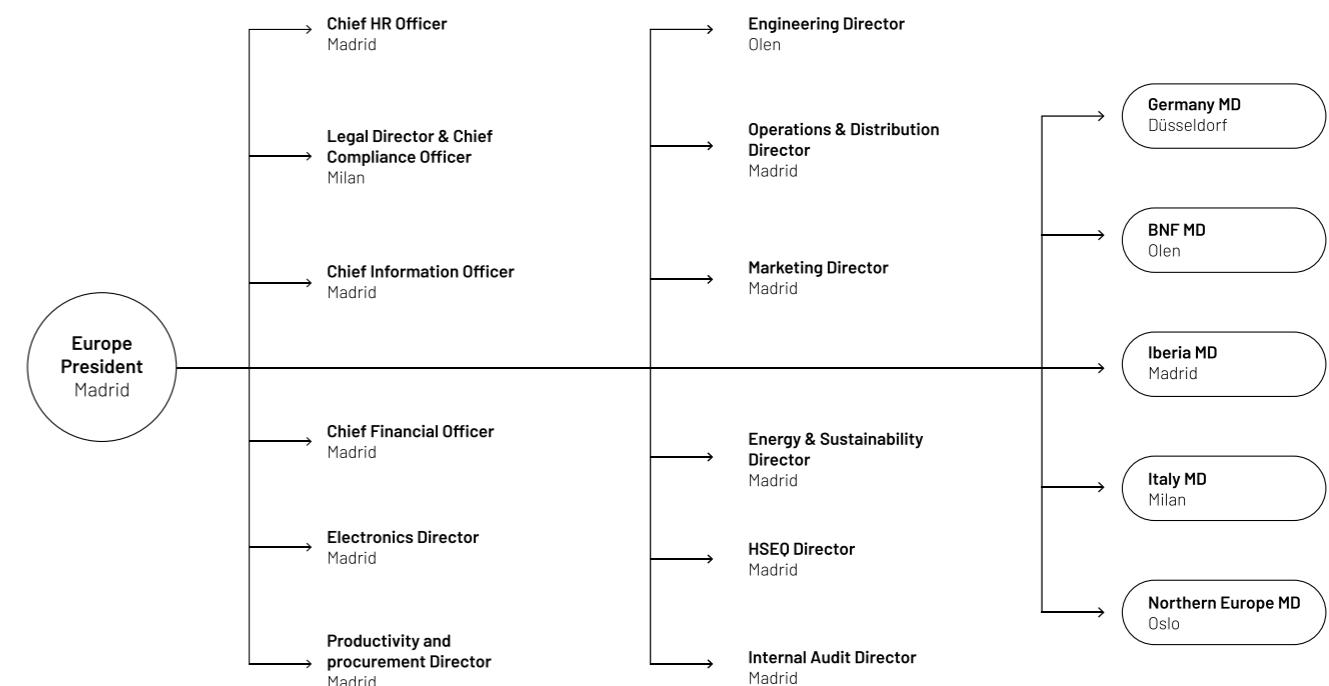 Europe
President
Madrid
Chief HR Officer
Madrid
Legal Director & Chief
Compliance Officer
Milan
Chief Information Officer
Madrid
Chief Financial Officer
Madrid
Electronics Director
Madrid
Productivity and
procurement Director
Madrid
Engineering Director
Olen
Operations & Distribution
Director
Madrid
Marketing Director
Madrid
Energy & Sustainability
Director
Madrid
HSEQ Director
Madrid
Internal Audit Director
Madrid
Germany MD
Düsseldorf
BNF MD
Olen
Iberia MD
Madrid
Italy MD
Milan
Northern Europe MD
Oslo